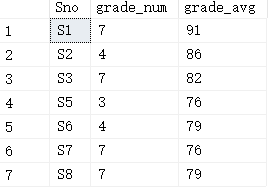 Sno grade_num grade_avg
1 S1 7 91
2 S2 4 86
3 S3 7 82
4 S5 3 76
5 S6 4 79
6 S7 7 76
7 S8 7 79